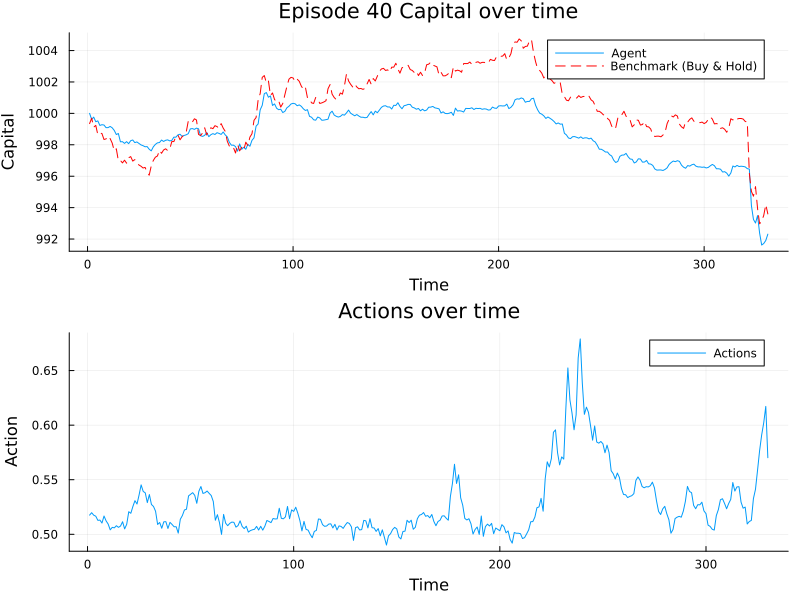 Episode 40 Capital over time
Agent
Benchmark (Buy & Hold)
1004
1002
1000
998
996
994
992
Capital
0
100
200
300
Time
Actions over time
Actions
0.65
0.60
0.55
0.50
Action
0
100
200
300
Time